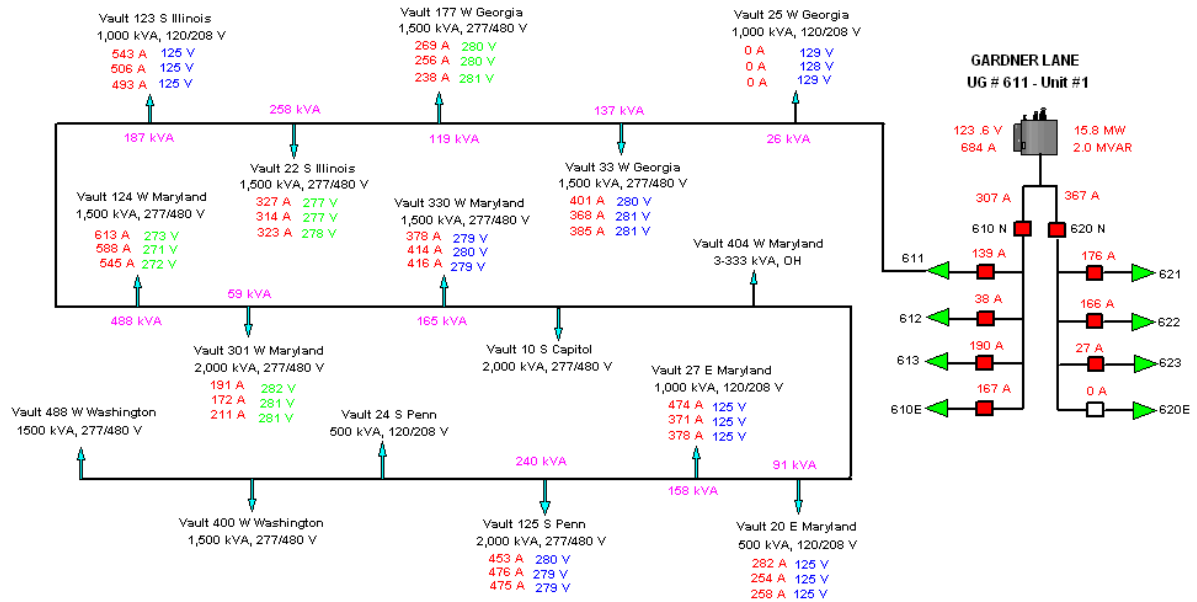 Vault 123 S Illinois
1,000 kVA, 120/208 V
543 A 125 V
506 A 125 V
493 A 125 V
187 kVA
Vault 177 W Georgia
1,500 kVA, 277/480 V
269 A 280 V
256 A 280 V
238 A 281 V
119 kVA
Vault 25 W Georgia
1,000 kVA, 120/208 V
0 A 129 V
0 A 128 V
0 A 129 V
26 kVA
258 kVA
Vault 22 S Illinois
1,500 kVA, 277/480 V
327 A 277 V
314 A 277 V
323 A 278 V
137 kVA
Vault 33 W Georgia
1,500 kVA, 277/480 V
401 A 280 V
368 A 281 V
385 A 281 V
Vault 124 W Maryland
1,500 kVA, 277/480 V
613 A 273 V
588 A 271 V
545 A 272 V
488 kVA
Vault 330 W Maryland
1,500 kVA, 277/480 V
378 A 279 V
414 A 280 V
416 A 279 V
165 kVA
Vault 404 W Maryland
3-333 kVA, OH
59 kVA
Vault 301 W Maryland
2,000 kVA, 277/480 V
191 A 282 V
172 A 281 V
211 A 281 V
Vault 10 S Capitol
2,000 kVA, 277/480 V
Vault 27 E Maryland
1,000 kVA, 120/208 V
474 A 125 V
371 A 125 V
378 A 125 V
158 kVA
Vault 488 W Washington
1500 kVA, 277/480 V
Vault 24 S Penn
500 kVA, 120/208 V
240 kVA
91 kVA
Vault 400 W Washington
1,500 kVA, 277/480 V
Vault 125 S Penn
2,000 kVA, 277/480 V
453 A 280 V
476 A 279 V
475 A 279 V
Vault 20 E Maryland
500 kVA, 120/208 V
282 A 125 V
254 A 125 V
258 A 125 V
GARDNER LANE
UG # 611 - Unit #1
123 .6 V 15.8 MW
684 A 2.0 MVAR
307 A 367 A
610 N 620 N
611 139 A 176 A 621
612 38 A 166 A 622
613 190 A 27 A 623
610E 167 A 0 A 620E